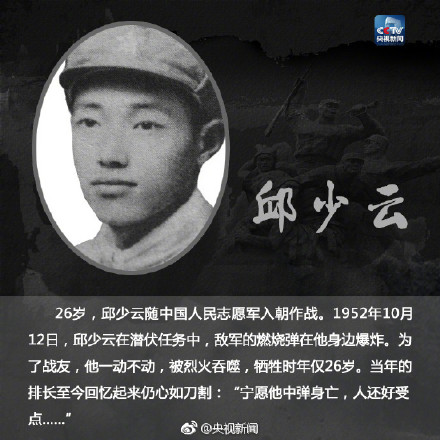 CCTV
央视新闻
邱少云
26岁，邱少云随中国人民志愿军入朝作战。1952年10月
12日，邱少云在潜伏任务中，敌军的燃烧弹在他身边爆炸。为
了战友，他一动不动，被烈火吞噬，牺牲时年仅26岁。当年的
排长至今回忆起来仍心如刀割：“宁愿他中弹身亡，人还好受
点......”
@央视新闻